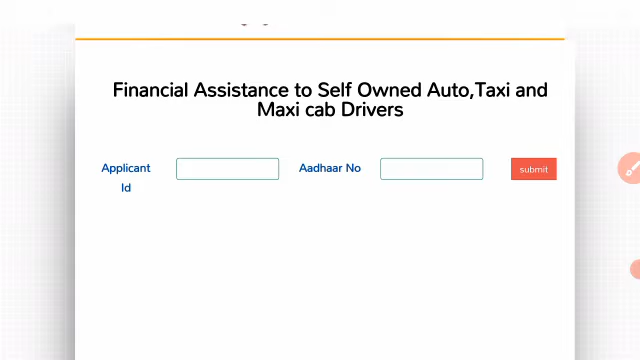 Financial Assistance to Self Owned Auto,Taxi and
Maxi cab Drivers
Applicant
Id
Aadhaar No
submit